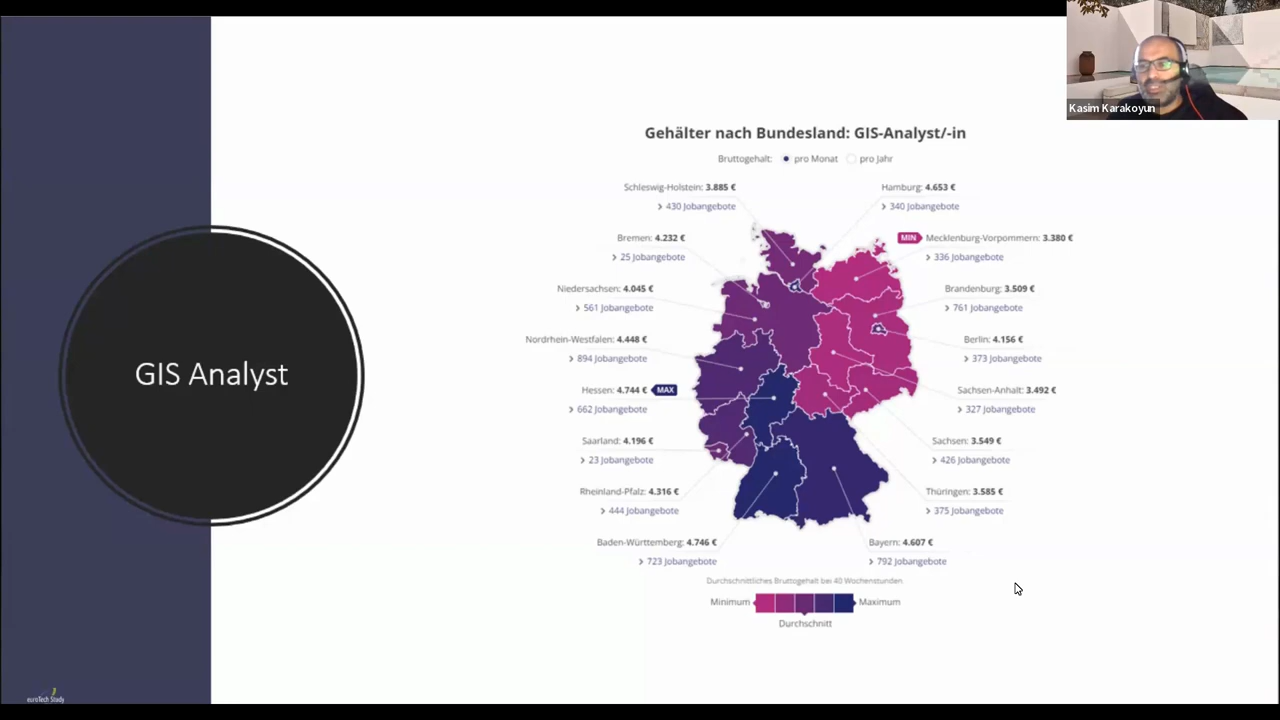 Kasim Karakoyun
Gehälter nach Bundesland: GIS-Analyst/-in
Bruttogehalt: pro Monat pro Jahr
Schleswig-Holstein: 3.885 €
> 430 Jobangebote
Hamburg: 4.653 €
> 340 Jobangebote
Bremen: 4.232 €
> 25 Jobangebote
MIN Mecklenburg-Vorpommern: 3.380 €
> 336 Jobangebote
Niedersachsen: 4.045 €
> 561 Jobangebote
Brandenburg: 3.509 €
> 761 Jobangebote
Nordrhein-Westfalen: 4.448 €
> 894 Jobangebote
Berlin: 4.156 €
> 373 Jobangebote
GIS Analyst
Hessen: 4.744 € MAX
> 662 Jobangebote
Sachsen-Anhalt: 3.492 €
> 327 Jobangebote
Saarland: 4.196 €
> 23 Jobangebote
Sachsen: 3.549 €
> 426 Jobangebote
Rheinland-Pfalz: 4.316 €
> 444 Jobangebote
Thüringen: 3.585 €
> 375 Jobangebote
Baden-Württemberg: 4.746 €
> 723 Jobangebote
Bayern: 4.607 €
> 792 Jobangebote
Durchschnittliches Bruttogehalt bei 40 Wochenstunden.
Minimum Maximum
Durchschnitt
euroTech Study